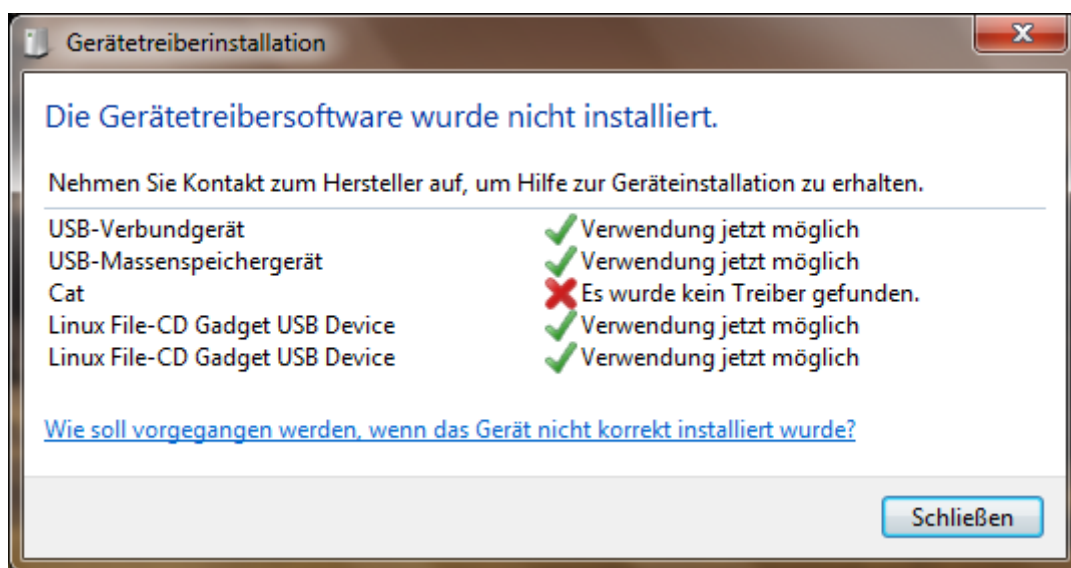 Gerätetreiberinstallation
Die Gerätetreibersoftware wurde nicht installiert.
Nehmen Sie Kontakt zum Hersteller auf, um Hilfe zur Geräteinstallation zu erhalten.
USB-Verbundgerät Verwendung jetzt möglich
USB-Massenspeichergerät Verwendung jetzt möglich
Cat Es wurde kein Treiber gefunden.
Linux File-CD Gadget USB Device Verwendung jetzt möglich
Linux File-CD Gadget USB Device Verwendung jetzt möglich
Wie soll vorgegangen werden, wenn das Gerät nicht korrekt installiert wurde?
Schließen